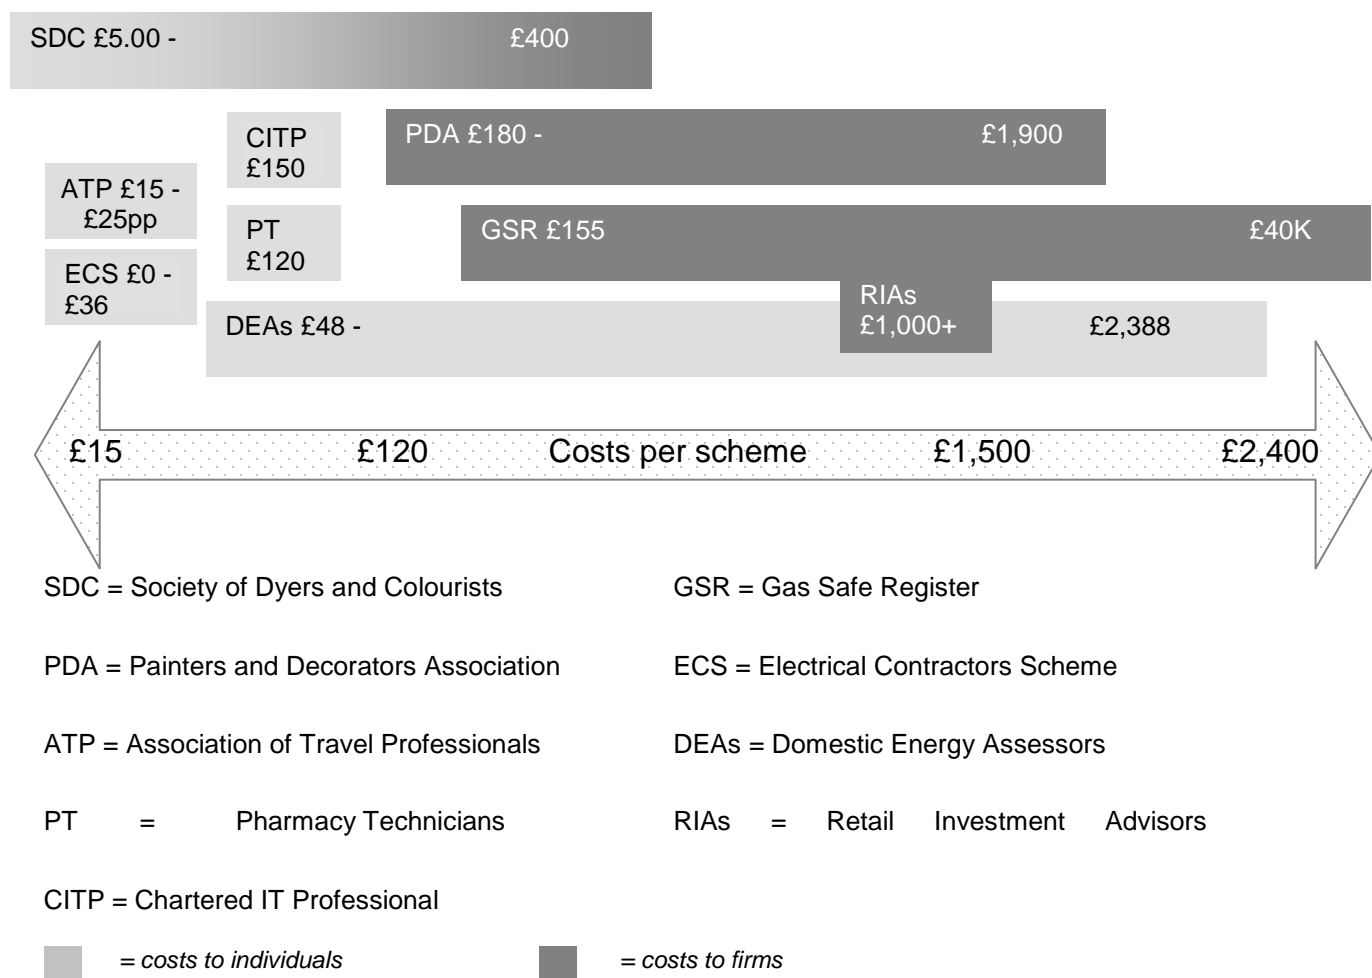 SDC £5.00 - £400
CITP
£150
PDA £180 - £1,900
ATP £15 -
£25pp
PT
£120
GSR £155 £40K
ECS £0 -
£36
RIAs
£1,000+
DEAs £48 - £2,388
£15 £120 Costs per scheme £1,500 £2,400
SDC = Society of Dyers and Colourists GSR = Gas Safe Register
PDA = Painters and Decorators Association ECS = Electrical Contractors Scheme
ATP = Association of Travel Professionals DEAs = Domestic Energy Assessors
PT = Pharmacy Technicians RIAs = Retail Investment Advisors
CITP = Chartered IT Professional
= costs to individuals = costs to firms